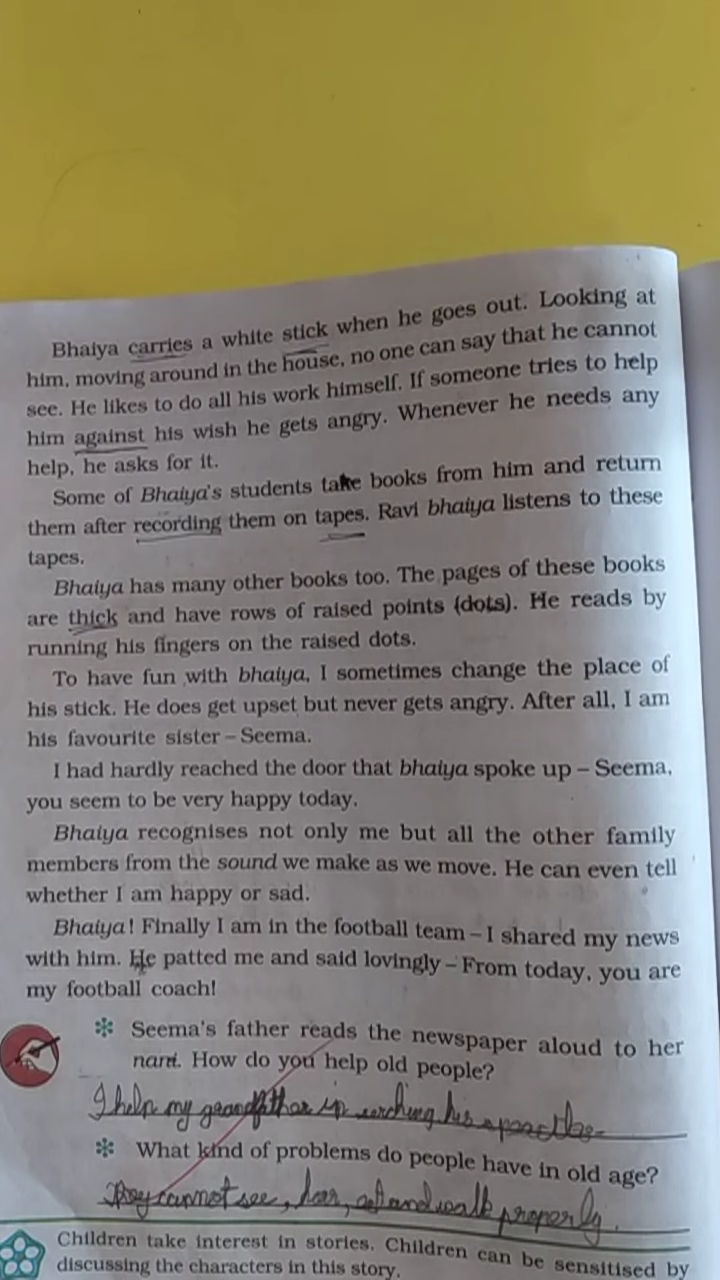 Bhaiya carries a white stick when he goes out. Looking at
him, moving around in the house, no one can say that he cannot
see. He likes to do all his work himself. If someone tries to help
him against his wish he gets angry. Whenever he needs any
help, he asks for it.
Some of Bhaiya's students take books from him and return
them after recording them on tapes. Ravi bhaiya listens to these
tapes.
Bhaiya has many other books too. The pages of these books
are thick and have rows of raised points (dots). He reads by
running his fingers on the raised dots.
To have fun with bhaiya, I sometimes change the place of
his stick. He does get upset but never gets angry. After all, I am
his favourite sister – Seema.
I had hardly reached the door that bhaiya spoke up – Seema,
you seem to be very happy today.
Bhaiya recognises not only me but all the other family
members from the sound we make as we move. He can even tell
whether I am happy or sad.
Bhaiya! Finally I am in the football team – I shared my news
with him. He patted me and said lovingly – From today, you are
my football coach!
Seema's father reads the newspaper aloud to her
nani. How do you help old people?
I help my grandfather in his
What kind of problems do people have in old age?
They cannot see, hear, and walk properly.
Children take interest in stories. Children can be sensitised by
discussing the characters in this story.